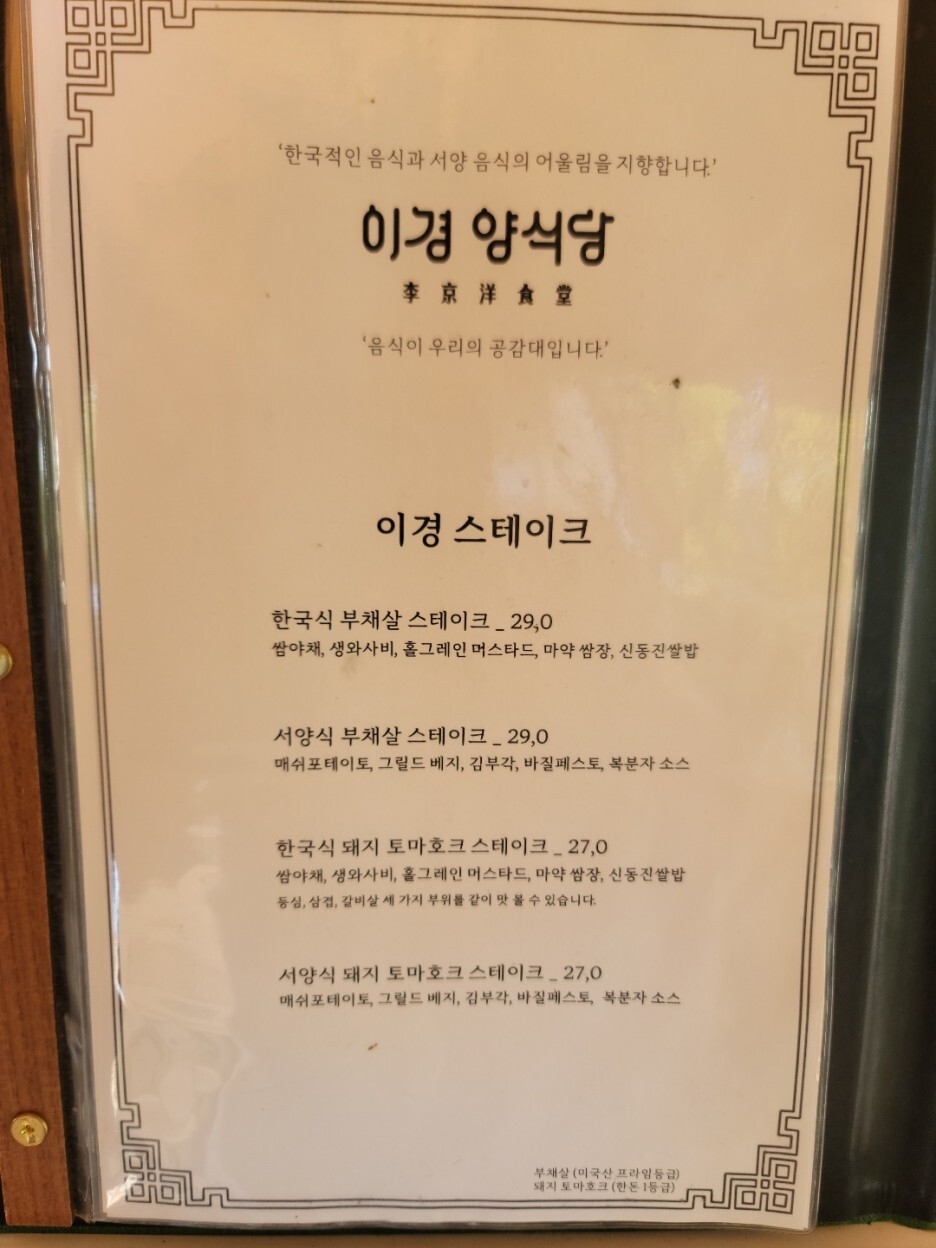 ‘한국적인 음식과 서양 음식의 어울림을 지향합니다.’
이경 양식당
李京洋食堂
‘음식이 우리의 공감대입니다.’
이경 스테이크
한국식 부채살 스테이크 _ 29,0
쌈야채, 생와사비, 홀그레인 머스타드, 마약 쌈장, 신동진쌀밥
서양식 부채살 스테이크 _ 29,0
매쉬포테이토, 그릴드 베지, 김부각, 바질페스토, 복분자 소스
한국식 돼지 토마호크 스테이크 _ 27,0
쌈야채, 생와사비, 홀그레인 머스타드, 마약 쌈장, 신동진쌀밥
등심, 삼겹, 갈비살 세 가지 부위를 같이 맛 볼 수 있습니다.
서양식 돼지 토마호크 스테이크 _ 27,0
매쉬포테이토, 그릴드 베지, 김부각, 바질페스토, 복분자 소스
부채살 (미국산 프라임등급)
돼지 토마호크 (한돈 1등급)